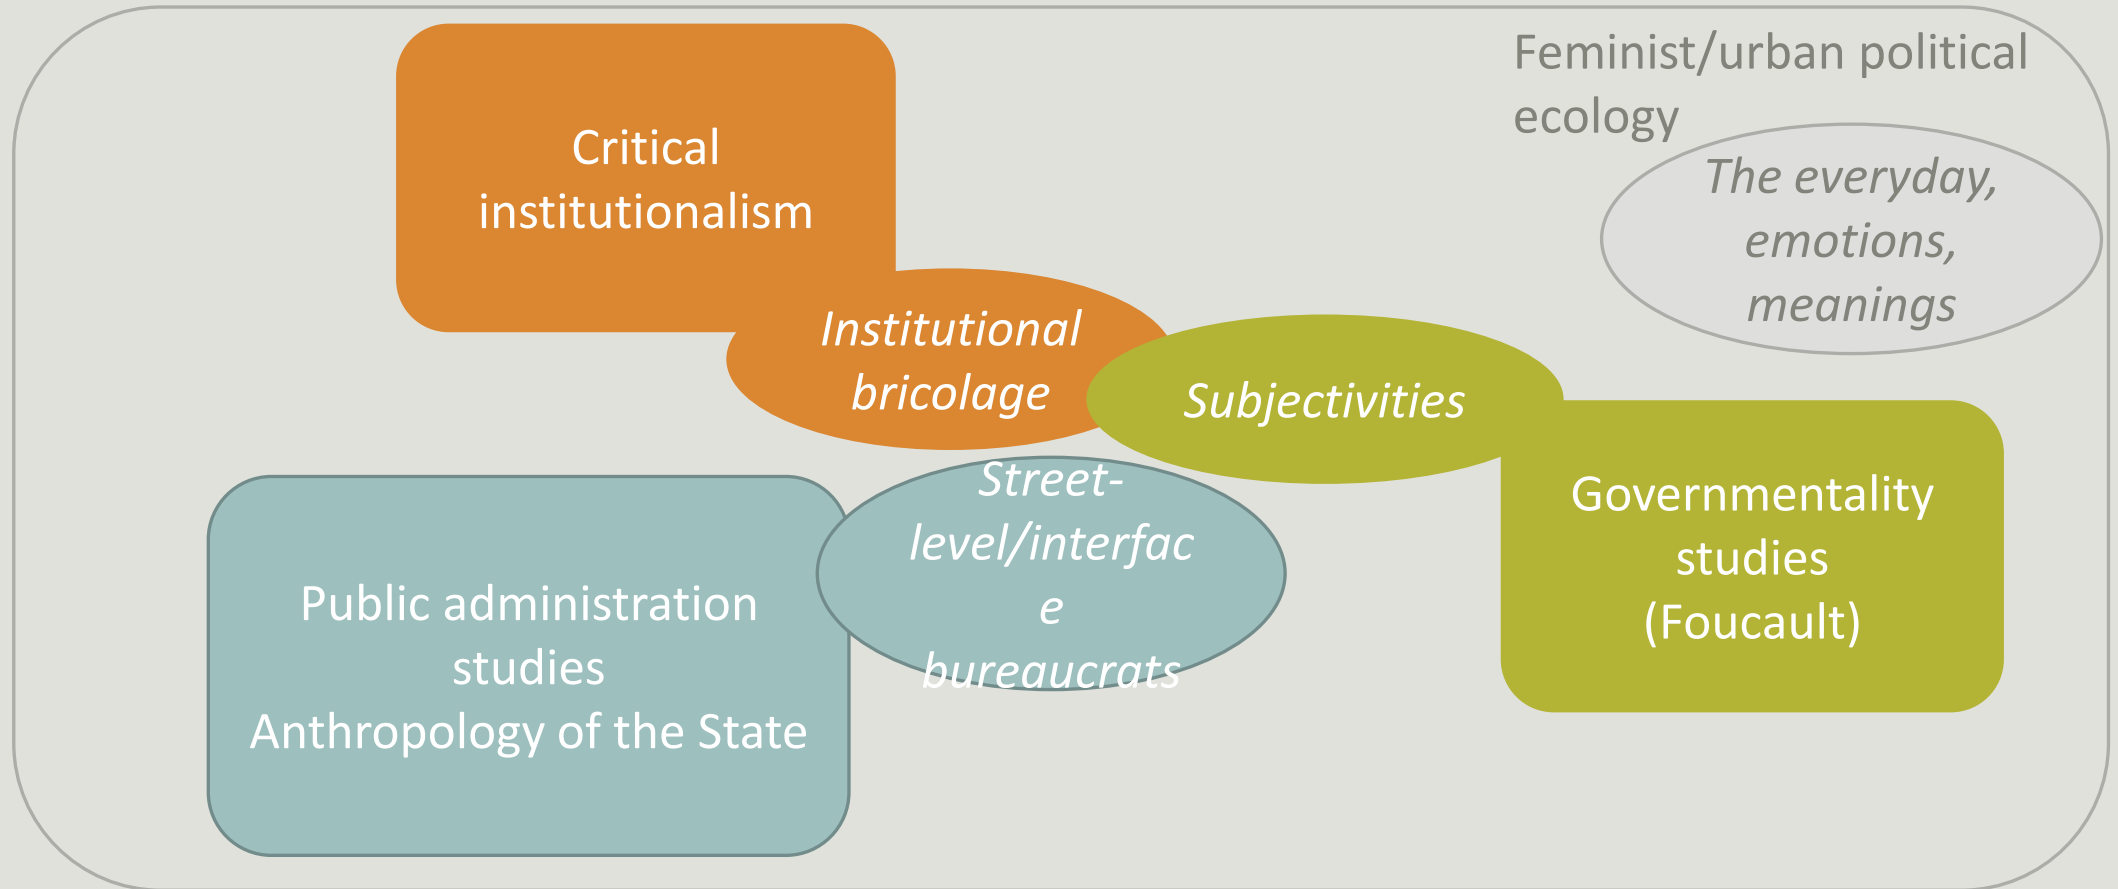 Critical
institutionalism
Feminist/urban political
ecology
The everyday,
emotions,
meanings
Institutional
bricolage
Subjectivities
Street-
level/interfac
e
bureaucrats
Public administration
studies
Anthropology of the State
Governmentality
studies
(Foucault)